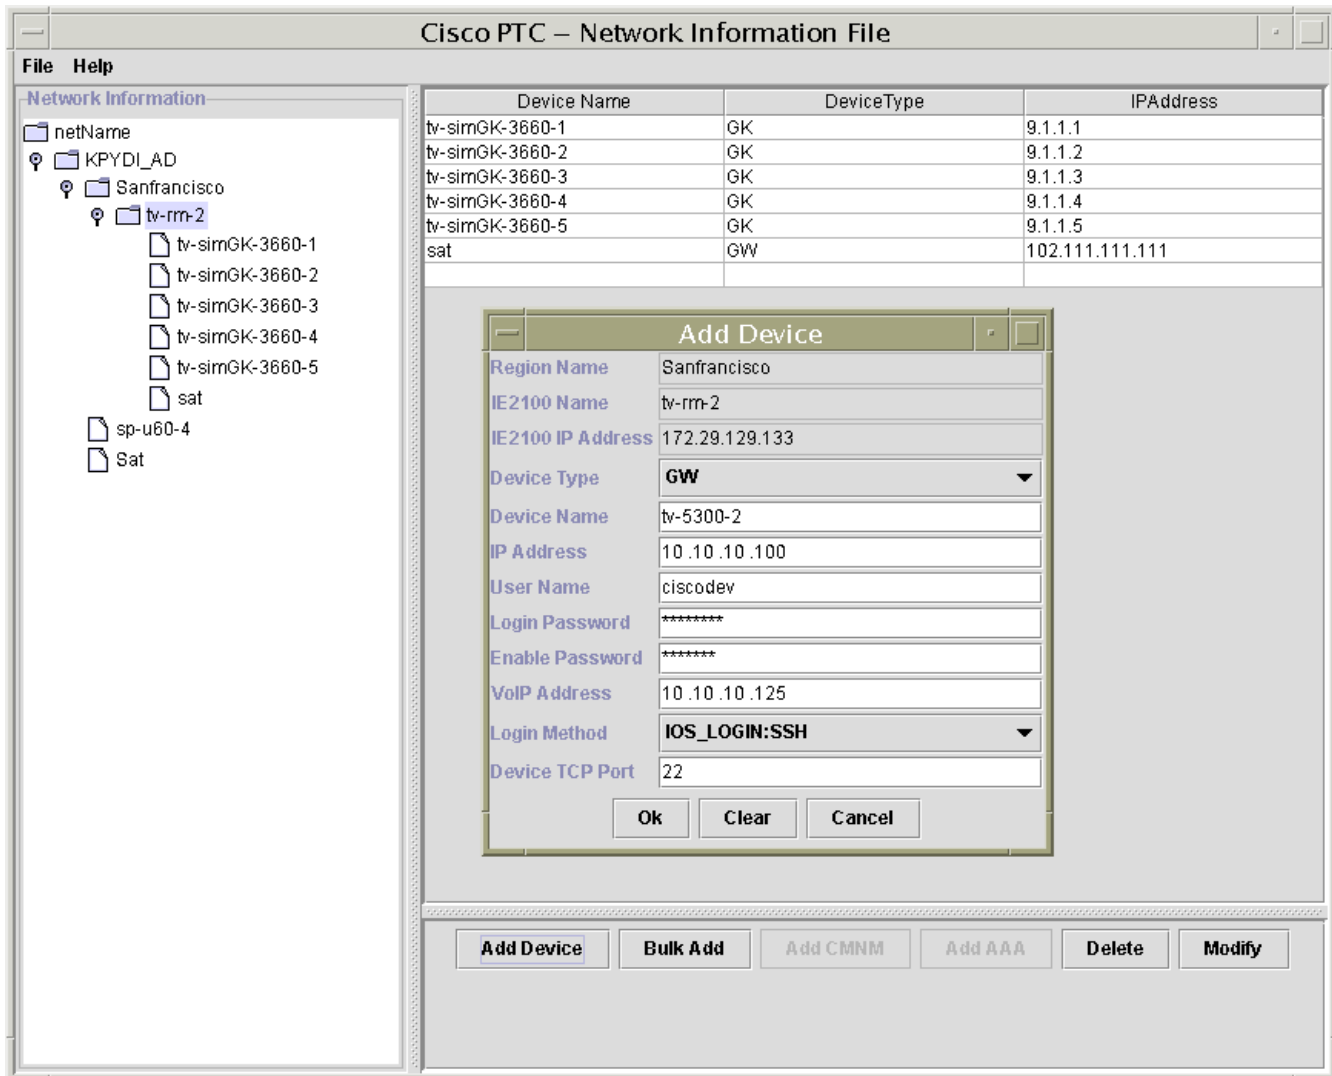 Cisco PTC – Network Information File
File Help
Network Information
netName
KPYDI_AD
Sanfrancisco
tv-rm-2
tv-simGK-3660-1
tv-simGK-3660-2
tv-simGK-3660-3
tv-simGK-3660-4
tv-simGK-3660-5
sat
sp-u60-4
Sat
Device Name DeviceType IPAddress
tv-simGK-3660-1 GK 9.1.1.1
tv-simGK-3660-2 GK 9.1.1.2
tv-simGK-3660-3 GK 9.1.1.3
tv-simGK-3660-4 GK 9.1.1.4
tv-simGK-3660-5 GK 9.1.1.5
sat GW 102.111.111.111
Add Device
Region Name Sanfrancisco
IE2100 Name tv-rm-2
IE2100 IP Address 172.29.129.133
Device Type GW
Device Name tv-5300-2
IP Address 10.10.10.100
User Name ciscodev
Login Password ********
Enable Password *******
VoIP Address 10.10.10.125
Login Method IOS_LOGIN:SSH
Device TCP Port 22
Ok Clear Cancel
Add Device Bulk Add Add CMNM Add AAA Delete Modify